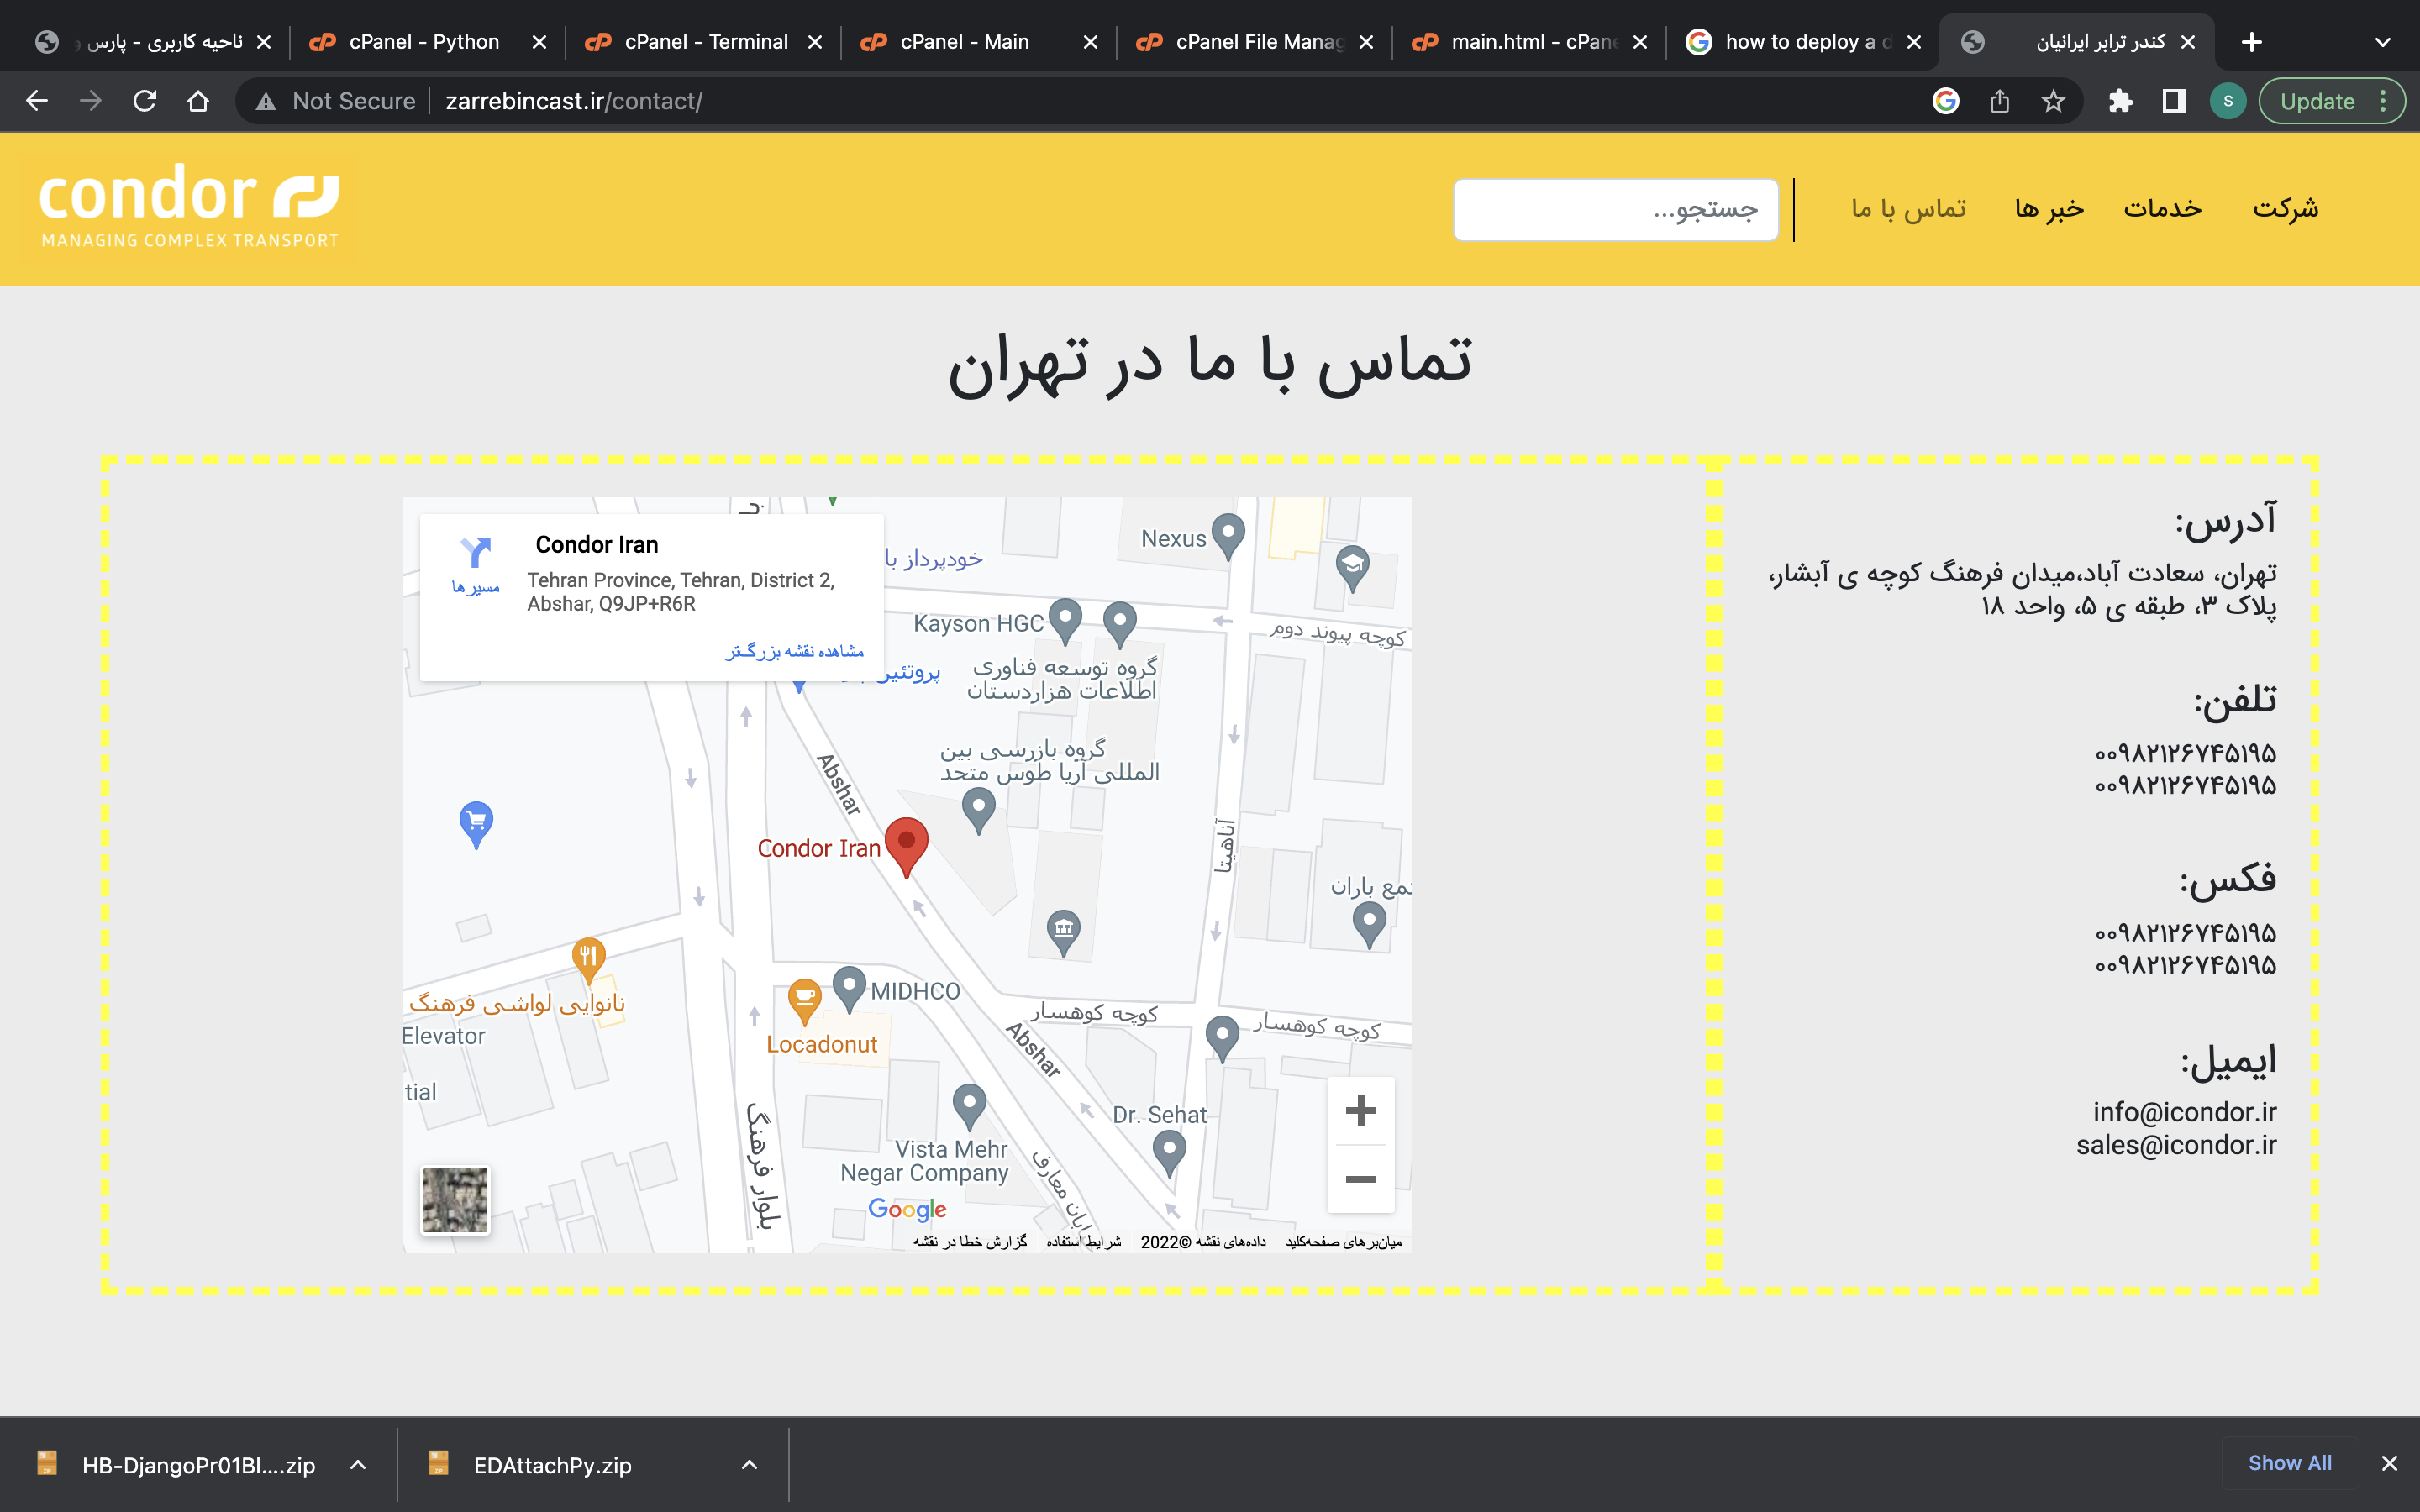 ناحیه کاربری - پارس
cPanel - Python
cPanel - Terminal
cPanel - Main
cPanel File Manag
main.html - cPane
how to deploy a d
کندر ترابر ایرانیان
Not Secure
zarrebincast.ir/contact/
S
Update
condor
MANAGING COMPLEX TRANSPORT
شرکت
خدمات
خبر ها
تماس با ما
جستجو...
تماس با ما در تهران
آدرس:
تهران، سعادت آباد،میدان فرهنگ کوچه ی آبشار،
پلاک ۳، طبقه ی ۵، واحد ۱۸
تلفن:
۰۰۹۸۲۱۲۶۷۴۵۱۹۵
۰۰۹۸۲۱۲۶۷۴۵۱۹۵
فکس:
۰۰۹۸۲۱۲۶۷۴۵۱۹۵
۰۰۹۸۲۱۲۶۷۴۵۱۹۵
ایمیل:
info@icondor.ir
sales@icondor.ir
Condor Iran
Tehran Province, Tehran, District 2,
Abshar, Q9JP+R6R
مسیرها
مشاهده نقشه بزرگ‌تر
خودپرداز با
Nexus
Kayson HGC
کوچه پیوند دوم
پروتئین
گروه توسعه فناوری
اطلاعات هزاردستان
گروه بازرسی بین
المللی آریا طوس متحد
Abshar
آناهیتا
Condor Iran
مع باران
نانوایی لواشی فرهنگ
MIDHCO
Locadonut
کوچه کوهسار
کوچه کوهسار
Elevator
tial
Abshar
Dr. Sehat
Vista Mehr
Negar Company
بلوار فرهنگ
ابان معارف
Google
میان‌برهای صفحه‌کلید
داده‌های نقشه ©2022
شرایط استفاده
گزارش خطا در نقشه
HB-DjangoPr01Bl....zip
EDAttachPy.zip
Show All